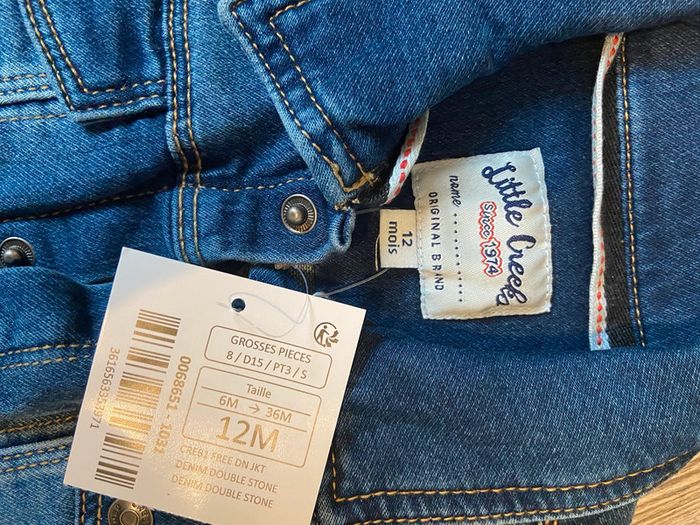 Little Creek
Since 1974
name ..........
ORIGINAL BRAND
12
mois
GROSSES PIECES
8 / D15 / PT3 / S
Taille
6M → 36M
12M
CREB1 FREE DN JKT
DENIM DOUBLE STONE
DENIM DOUBLE STONE
0068651 - 1031